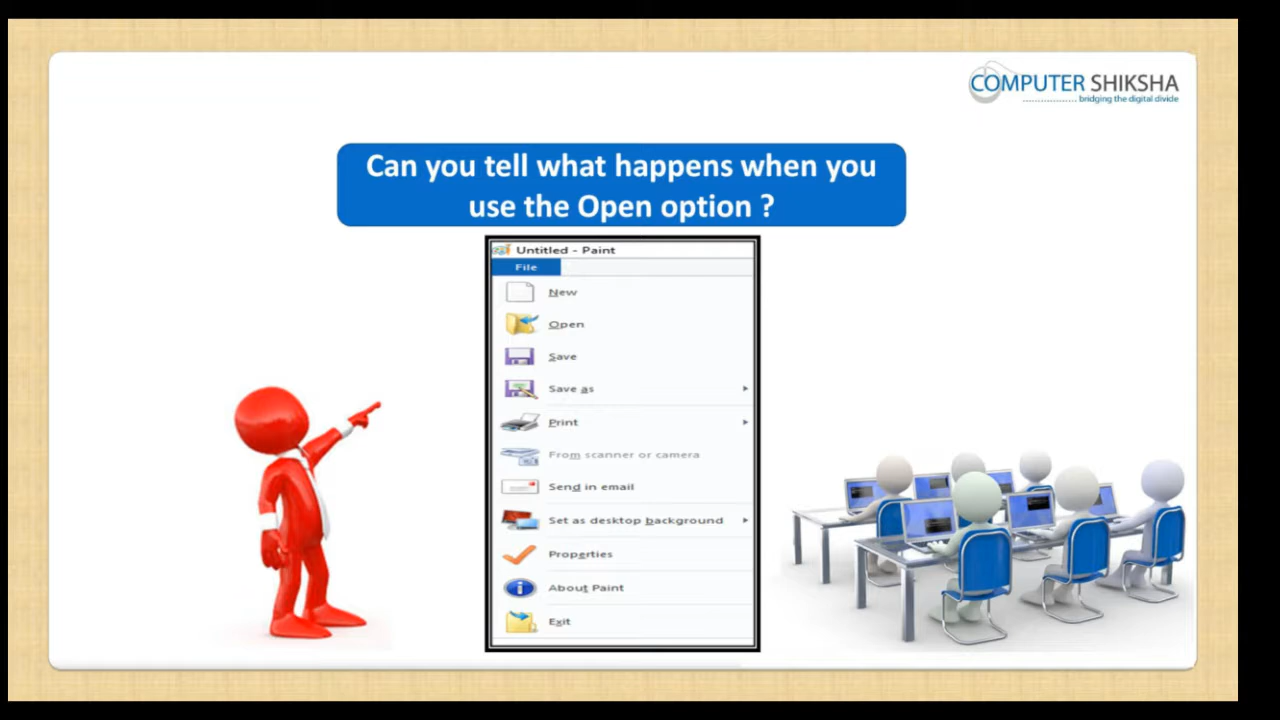 COMPUTER SHIKSHA
bridging the digital divide
Can you tell what happens when you
use the Open option ?
Untitled - Paint
File
New
Open
Save
Save as
Print
From scanner or camera
Send in email
Set as desktop background
Properties
About Paint
Exit